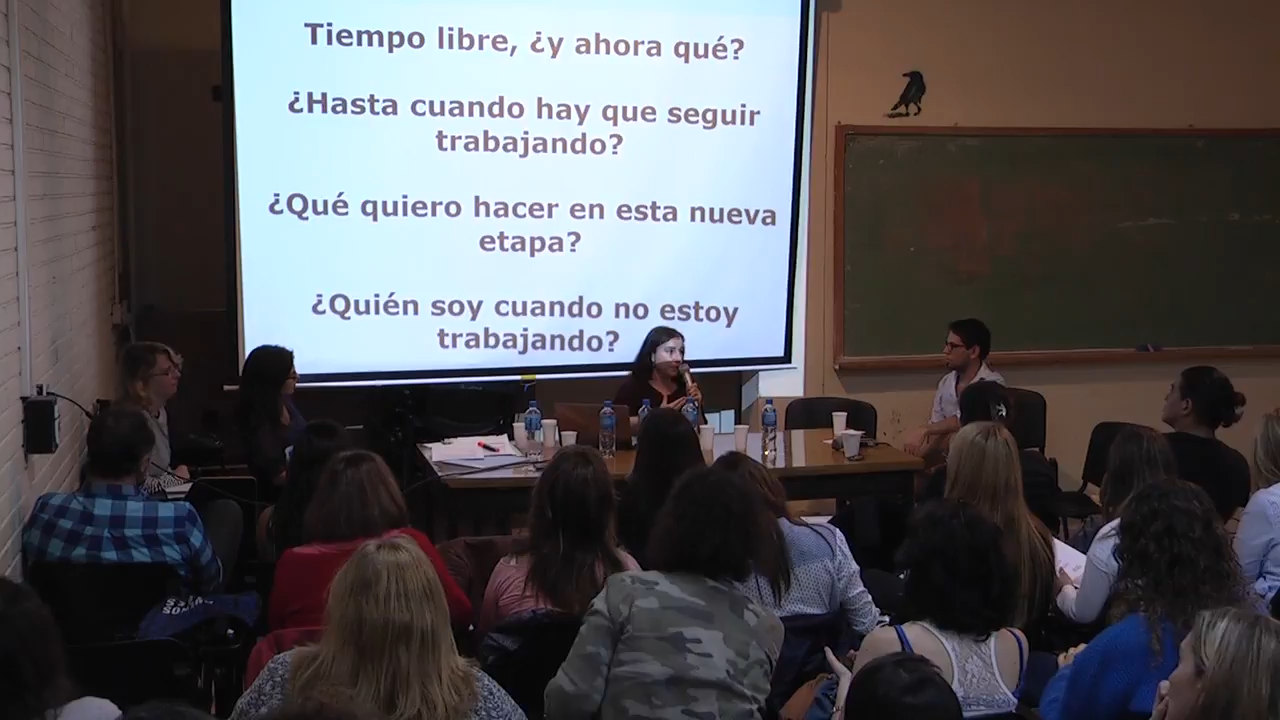 Tiempo libre, ¿y ahora qué?
¿Hasta cuando hay que seguir
trabajando?
¿Qué quiero hacer en esta nueva
etapa?
¿Quién soy cuando no estoy
trabajando?